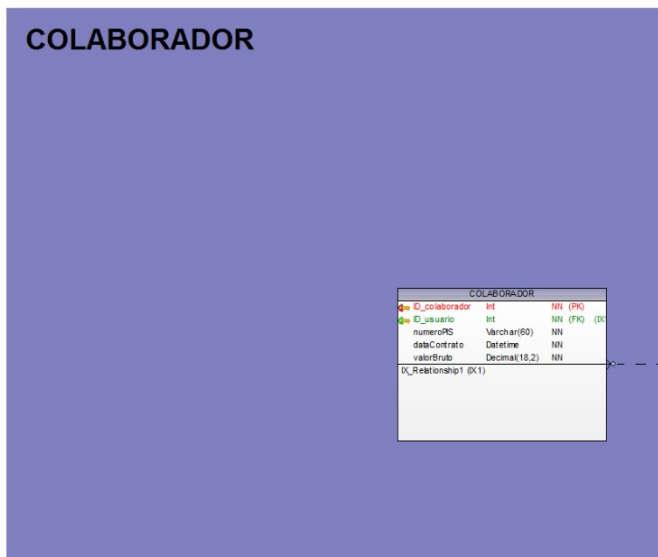 COLABORADOR
COLABORADOR
ID_colaborador Int NN (PK)
ID_usuario Int NN (FK) (IX
numeroPIS Varchar(60) NN
dataContrato Datetime NN
valorBruto Decimal(18,2) NN
IX_Relationship1 (IX1)